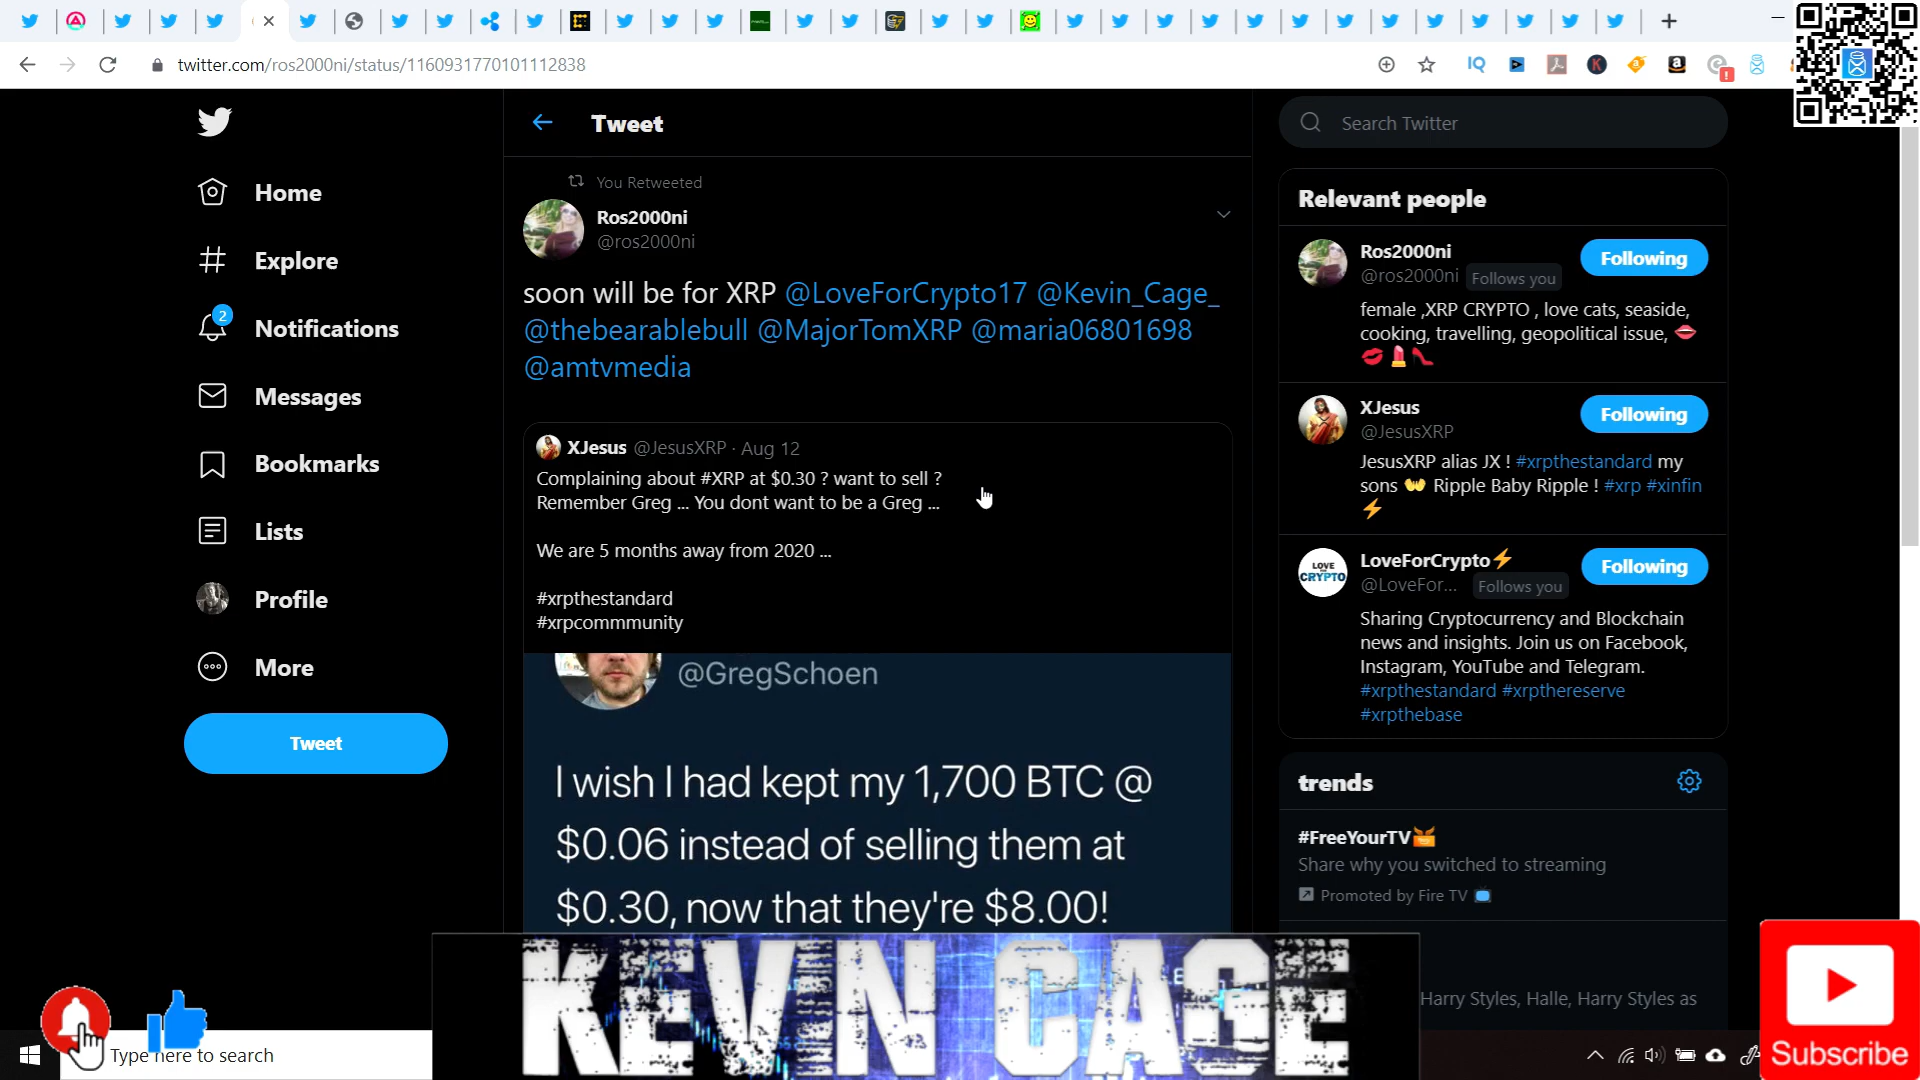 twitter.com/ros2000ni/status/1160931770101112838
IQ
Tweet
Search Twitter
Home
Explore
2
Notifications
Messages
Bookmarks
Lists
Profile
More
Tweet
You Retweeted
Ros2000ni
@ros2000ni
soon will be for XRP @LoveForCrypto17 @Kevin_Cage_
@thebearablebull @MajorTomXRP @maria06801698
@amtvmedia
XJesus @JesusXRP · Aug 12
Complaining about #XRP at $0.30 ? want to sell ?
Remember Greg ... You dont want to be a Greg ...
We are 5 months away from 2020 ...
#xrpthestandard
#xrpcommmunity
@GregSchoen
I wish I had kept my 1,700 BTC @
$0.06 instead of selling them at
$0.30, now that they're $8.00!
Relevant people
Ros2000ni
@ros2000ni Follows you
Following
female ,XRP CRYPTO , love cats, seaside,
cooking, travelling, geopolitical issue,
XJesus
@JesusXRP
Following
JesusXRP alias JX ! #xrpthestandard my
sons Ripple Baby Ripple ! #xrp #xinfin
LOVE
CRYPTO
LoveForCrypto
@LoveFor... Follows you
Following
Sharing Cryptocurrency and Blockchain
news and insights. Join us on Facebook,
Instagram, YouTube and Telegram.
#xrpthestandard #xrpthereserve
#xrpthebase
trends
#FreeYourTV
Share why you switched to streaming
Promoted by Fire TV
Harry Styles, Halle, Harry Styles as
KEVIN CAGE
Type here to search
Subscribe